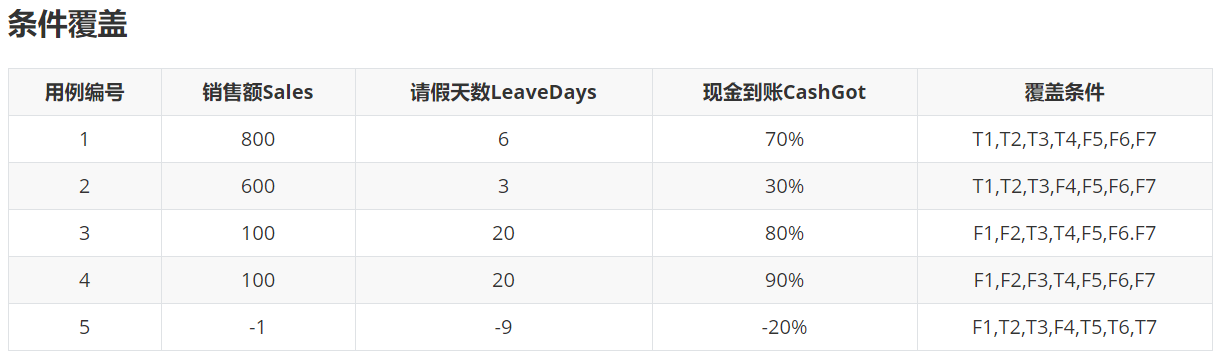 条件覆盖
用例编号 销售额Sales 请假天数LeaveDays 现金到账CashGot 覆盖条件
1 800 6 70% T1,T2,T3,T4,F5,F6,F7
2 600 3 30% T1,T2,T3,F4,F5,F6,F7
3 100 20 80% F1,F2,T3,T4,F5,F6.F7
4 100 20 90% F1,F2,F3,T4,F5,F6,F7
5 -1 -9 -20% F1,T2,T3,F4,T5,T6,T7